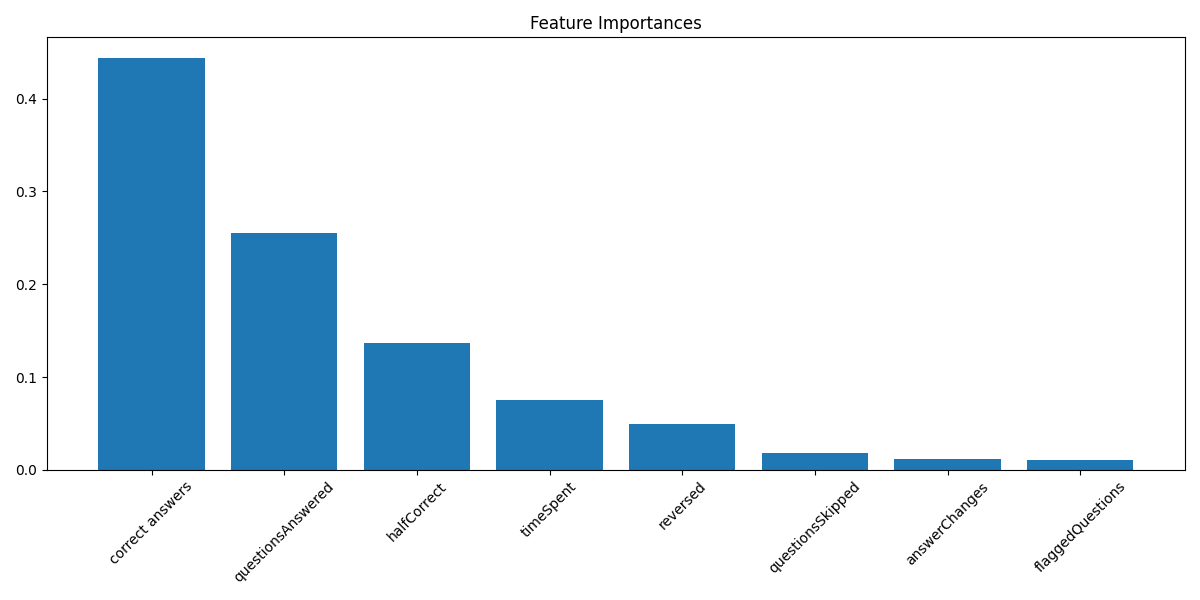 Feature Importances
0.4
0.3
0.2
0.1
0.0
correct answers
questionsAnswered
halfCorrect
timeSpent
reversed
questionsSkipped
answerChanges
flaggedQuestions